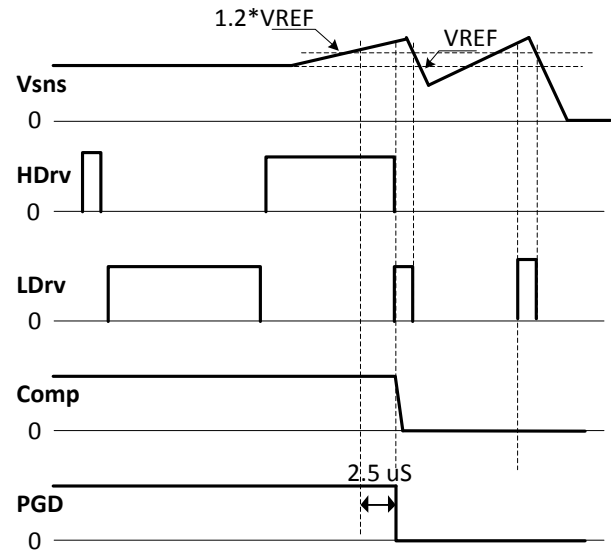 1.2*VREF
VREF
Vsns
0
HDrv
0
LDrv
0
Comp
0
2.5 uS
PGD
0